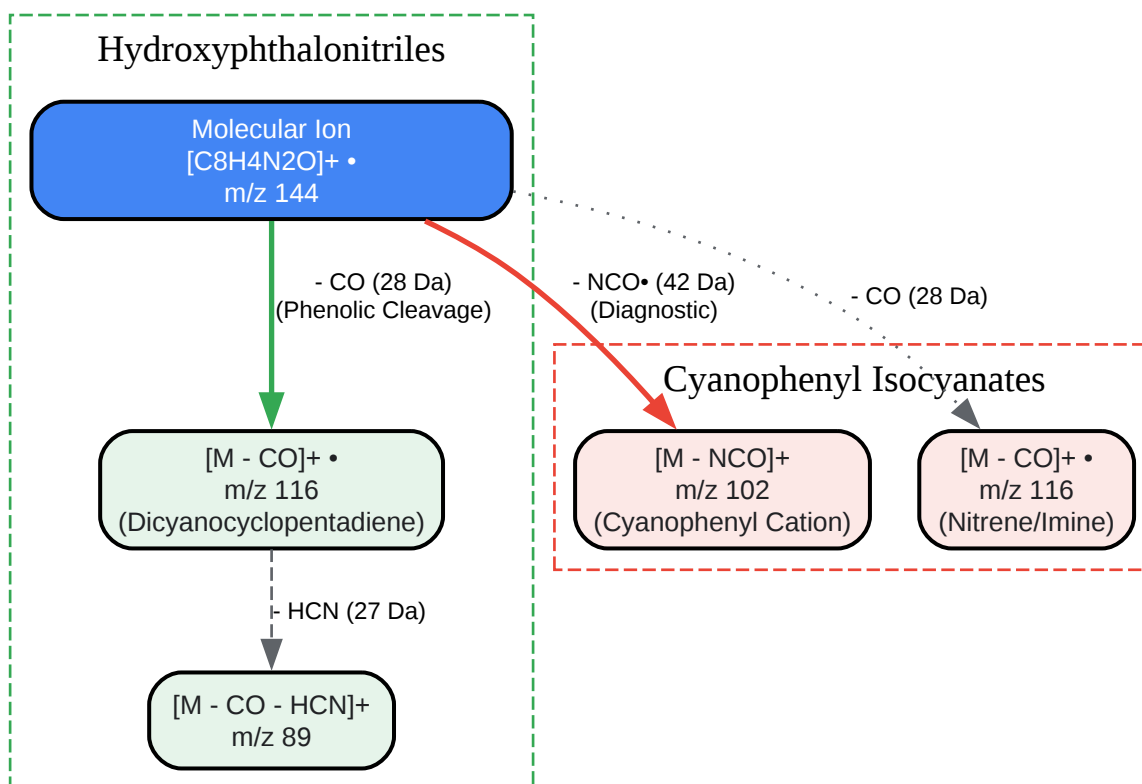 Hydroxyphthalonitriles
Molecular Ion
[C8H4N2O]+ •
m/z 144
- CO (28 Da)
(Phenolic Cleavage)
- NCO• (42 Da)
(Diagnostic)
- CO (28 Da)
Cyanophenyl Isocyanates
[M - CO]+ •
m/z 116
(Dicyanocyclopentadiene)
[M - NCO]+
m/z 102
(Cyanophenyl Cation)
[M - CO]+ •
m/z 116
(Nitrene/Imine)
- HCN (27 Da)
[M - CO - HCN]+
m/z 89